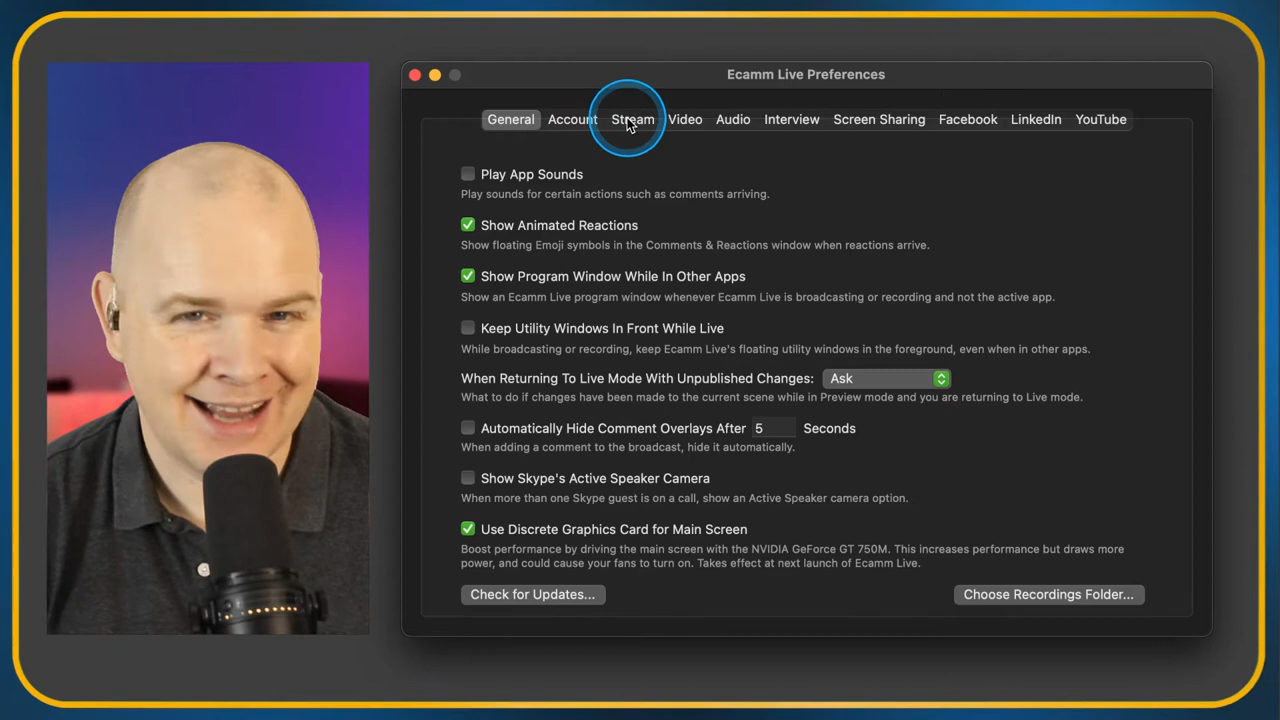 Ecamm Live Preferences
General Account Stream Video Audio Interview Screen Sharing Facebook LinkedIn YouTube
Play App Sounds
Play sounds for certain actions such as comments arriving.
Show Animated Reactions
Show floating Emoji symbols in the Comments & Reactions window when reactions arrive.
Show Program Window While In Other Apps
Show an Ecamm Live program window whenever Ecamm Live is broadcasting or recording and not the active app.
Keep Utility Windows In Front While Live
While broadcasting or recording, keep Ecamm Live's floating utility windows in the foreground, even when in other apps.
When Returning To Live Mode With Unpublished Changes: Ask
What to do if changes have been made to the current scene while in Preview mode and you are returning to Live mode.
Automatically Hide Comment Overlays After 5 Seconds
When adding a comment to the broadcast, hide it automatically.
Show Skype's Active Speaker Camera
When more than one Skype guest is on a call, show an Active Speaker camera option.
Use Discrete Graphics Card for Main Screen
Boost performance by driving the main screen with the NVIDIA GeForce GT 750M. This increases performance but draws more
power, and could cause your fans to turn on. Takes effect at next launch of Ecamm Live.
Check for Updates... Choose Recordings Folder...